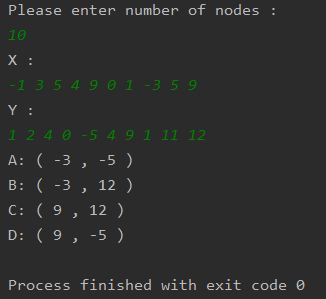 Please enter number of nodes :
10
X :
-1 3 5 4 9 0 1 -3 5 9
Y :
1 2 4 0 -5 4 9 1 11 12
A: ( -3 , -5 )
B: ( -3 , 12 )
C: ( 9 , 12 )
D: ( 9 , -5 )
Process finished with exit code 0